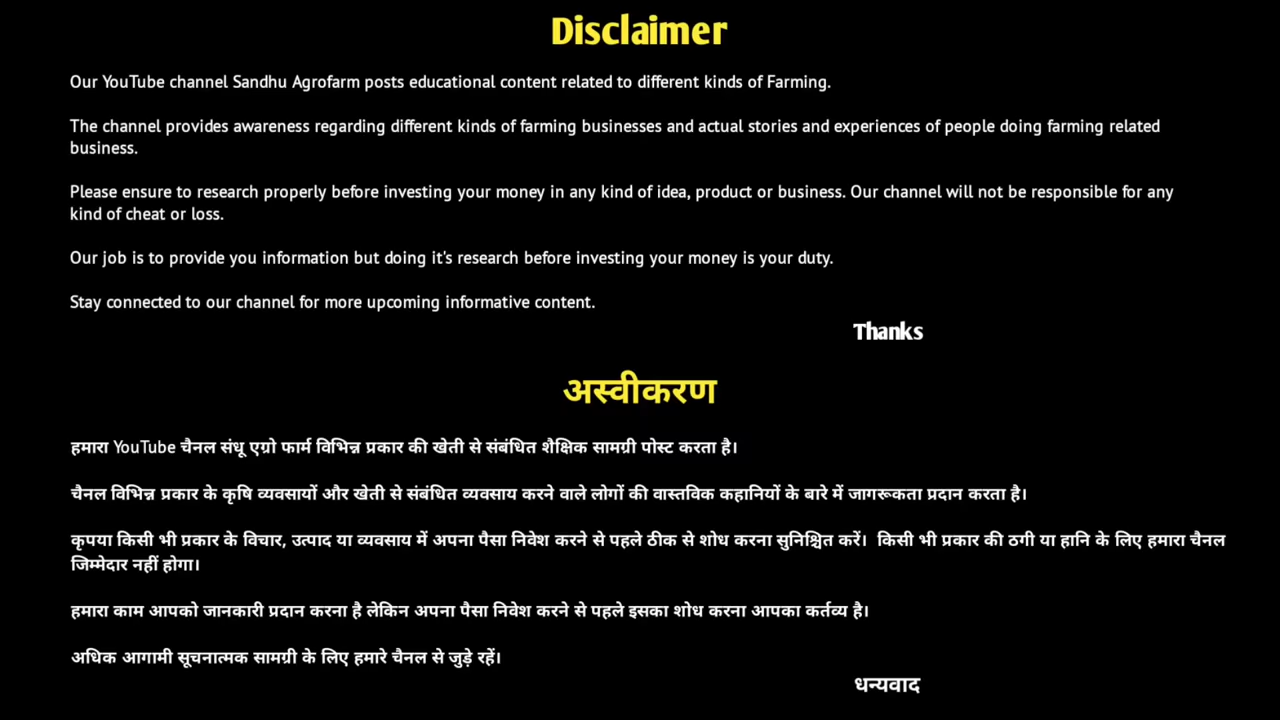 Disclaimer
Our YouTube channel Sandhu Agrofarm posts educational content related to different kinds of Farming.
The channel provides awareness regarding different kinds of farming businesses and actual stories and experiences of people doing farming related
business.
Please ensure to research properly before investing your money in any kind of idea, product or business. Our channel will not be responsible for any
kind of cheat or loss.
Our job is to provide you information but doing it's research before investing your money is your duty.
Stay connected to our channel for more upcoming informative content.
Thanks
अस्वीकरण
हमारा YouTube चैनल संधू एग्रो फार्म विभिन्न प्रकार की खेती से संबंधित शैक्षिक सामग्री पोस्ट करता है।
चैनल विभिन्न प्रकार के कृषि व्यवसायों और खेती से संबंधित व्यवसाय करने वाले लोगों की वास्तविक कहानियों के बारे में जागरूकता प्रदान करता है।
कृपया किसी भी प्रकार के विचार, उत्पाद या व्यवसाय में अपना पैसा निवेश करने से पहले ठीक से शोध करना सुनिश्चित करें। किसी भी प्रकार की ठगी या हानि के लिए हमारा चैनल
जिम्मेदार नहीं होगा।
हमारा काम आपको जानकारी प्रदान करना है लेकिन अपना पैसा निवेश करने से पहले इसका शोध करना आपका कर्तव्य है।
अधिक आगामी सूचनात्मक सामग्री के लिए हमारे चैनल से जुड़े रहें।
धन्यवाद